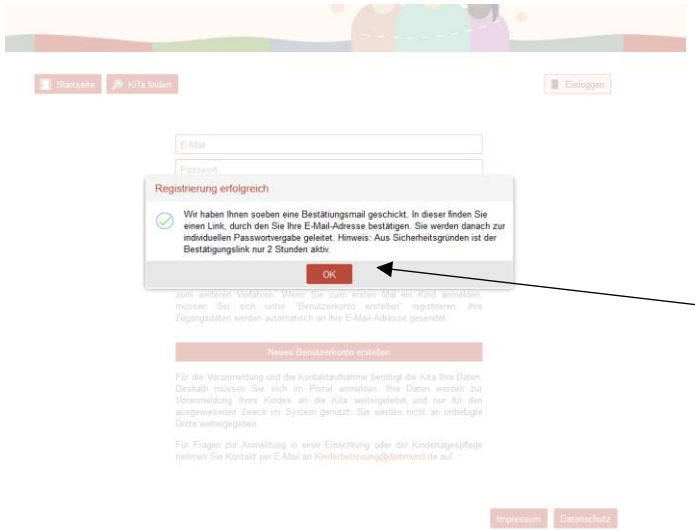 Startseite KiTa finden Einloggen
E-Mail
Passwort
Registrierung erfolgreich
Wir haben Ihnen soeben eine Bestätiungsmail geschickt. In dieser finden Sie
einen Link, durch den Sie Ihre E-Mail-Adresse bestätigen. Sie werden danach zur
individuellen Passwortvergabe geleitet. Hinweis: Aus Sicherheitsgründen ist der
Bestätigungslink nur 2 Stunden aktiv.
OK
zum weiteren Verfahren. Wenn Sie zum ersten Mal ein Kind anmelden,
müssen Sie sich unter "Benutzerkonto erstellen" registrieren. Ihre
Zugangsdaten werden automatisch an Ihre E-Mail-Adresse gesendet.
Neues Benutzerkonto erstellen
Für die Voranmeldung und die Kontaktaufnahme benötigt die Kita Ihre Daten.
Deshalb müssen Sie sich im Portal anmelden. Ihre Daten werden zur
Voranmeldung Ihres Kindes an die Kita weitergeleitet und nur für den
ausgewiesenen Zweck im System genutzt. Sie werden nicht an unbefugte
Dritte weitergegeben.
Für Fragen zur Anmeldung in einer Einrichtung oder der Kindertagespflege
nehmen Sie Kontakt per E-Mail an Kinderbetreuung@dortmund.de auf.
Impressum Datenschutz